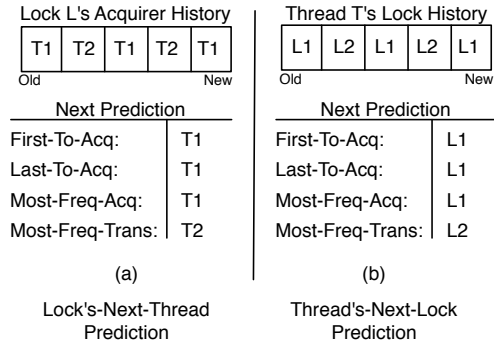 Lock L's Acquirer History
T1 T2 T1 T2 T1
Old New
Next Prediction
First-To-Acq: T1
Last-To-Acq: T1
Most-Freq-Acq: T1
Most-Freq-Trans: T2
(a)
Lock's-Next-Thread
Prediction
Thread T's Lock History
L1 L2 L1 L2 L1
Old New
Next Prediction
First-To-Acq: L1
Last-To-Acq: L1
Most-Freq-Acq: L1
Most-Freq-Trans: L2
(b)
Thread's-Next-Lock
Prediction